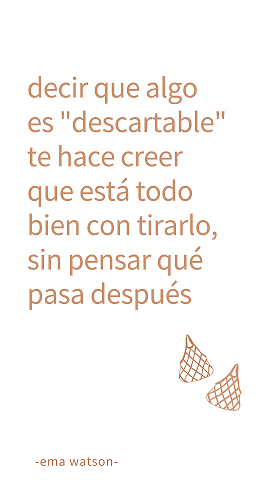 decir que algo
es "descartable"
te hace creer
que está todo
bien con tirarlo,
sin pensar qué
pasa después
-ema watson-